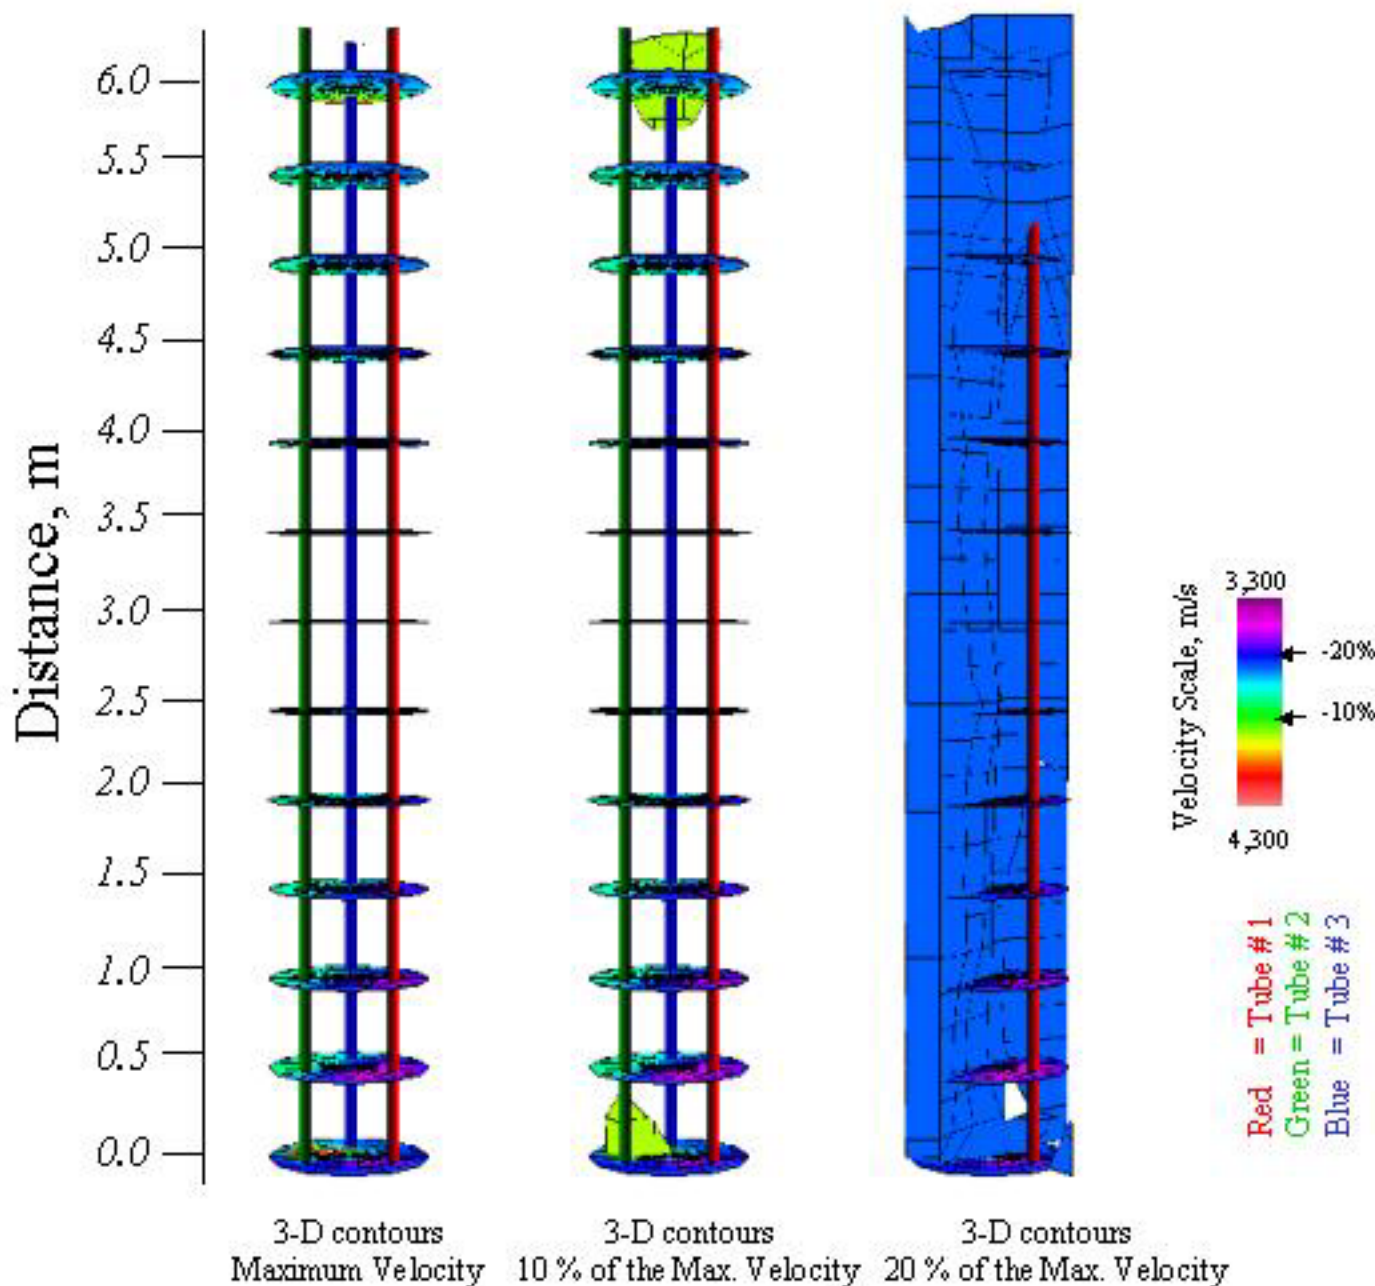 Distance, m
6.0
5.5
5.0
4.5
4.0
3.5
3.0
2.5
2.0
1.5
1.0
0.5
0.0
3-D contours
Maximum Velocity
3-D contours
10 % of the Max. Velocity
3-D contours
20 % of the Max. Velocity
Velocity Scale, m/s
3,300
-20%
-10%
4,300
Red = Tube # 1
Green = Tube # 2
Blue = Tube # 3